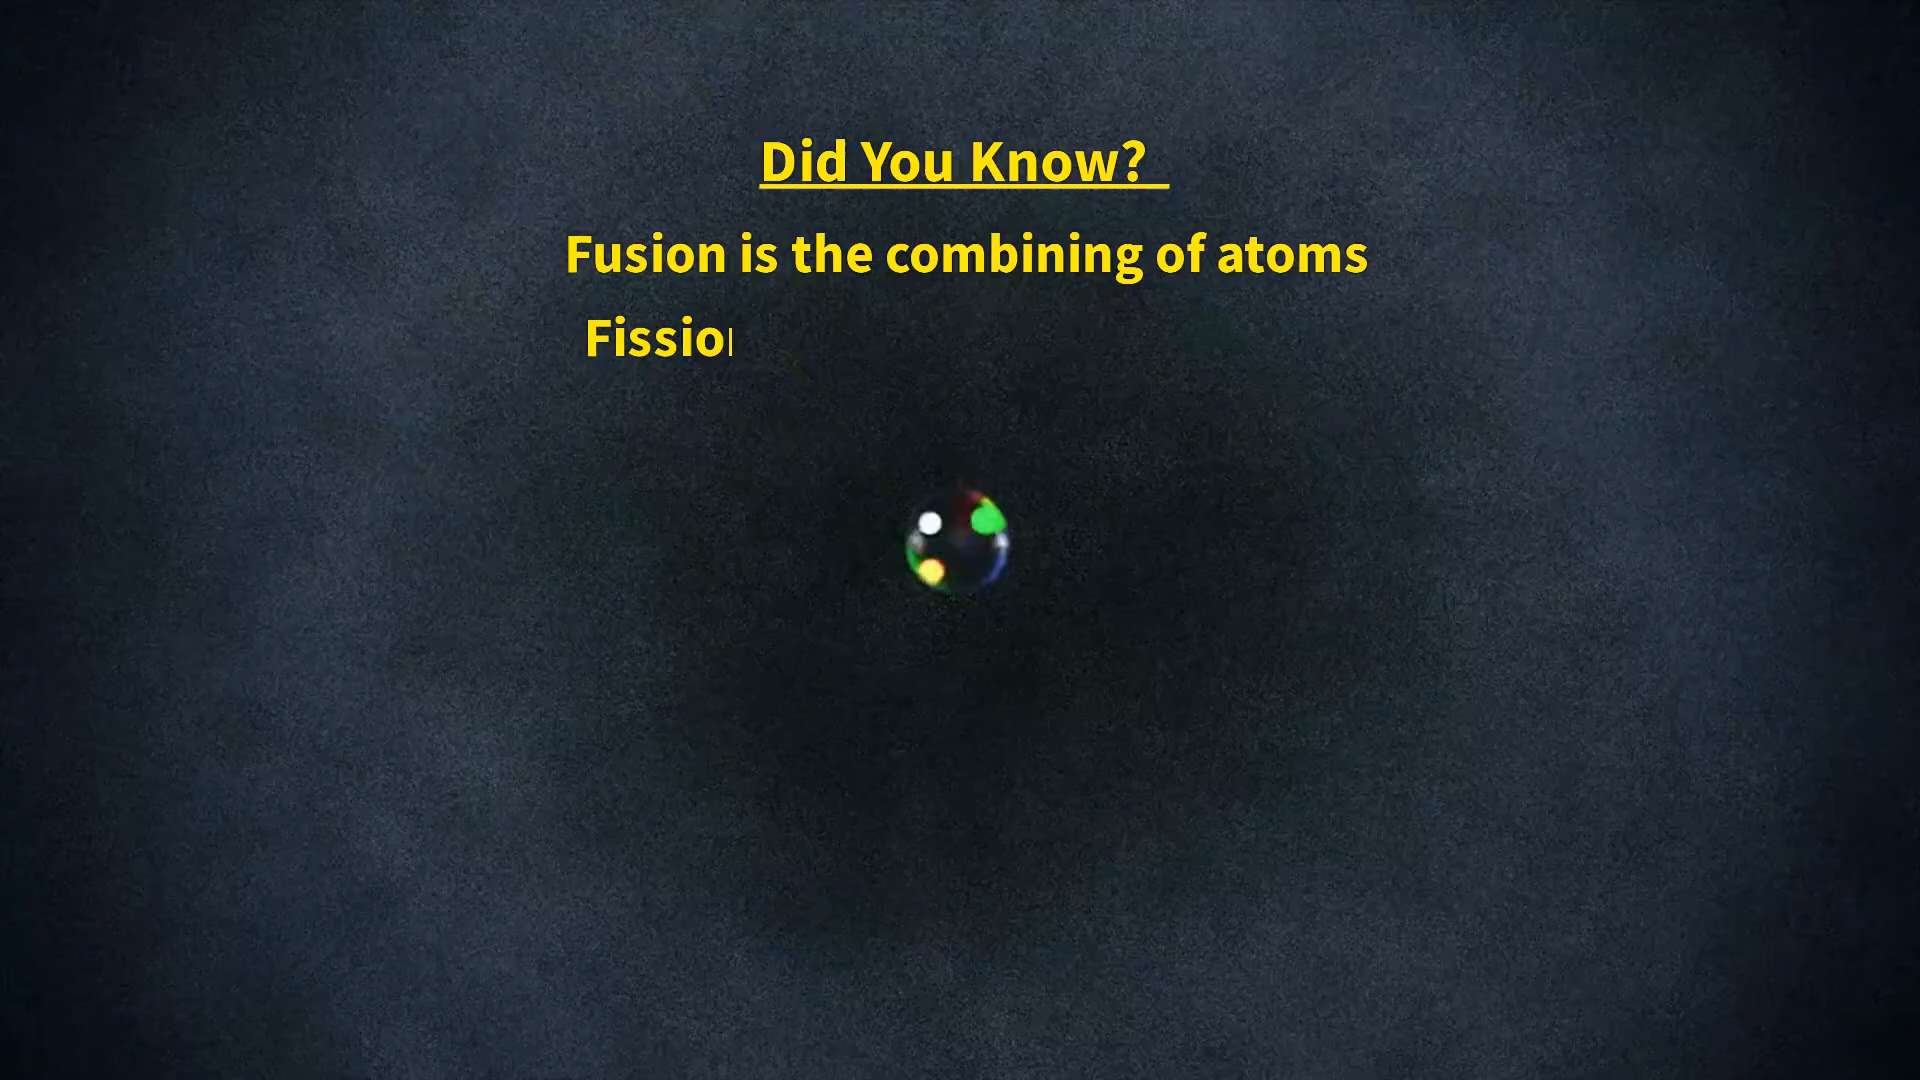 Did You Know?
Fusion is the combining of atoms
Fissio